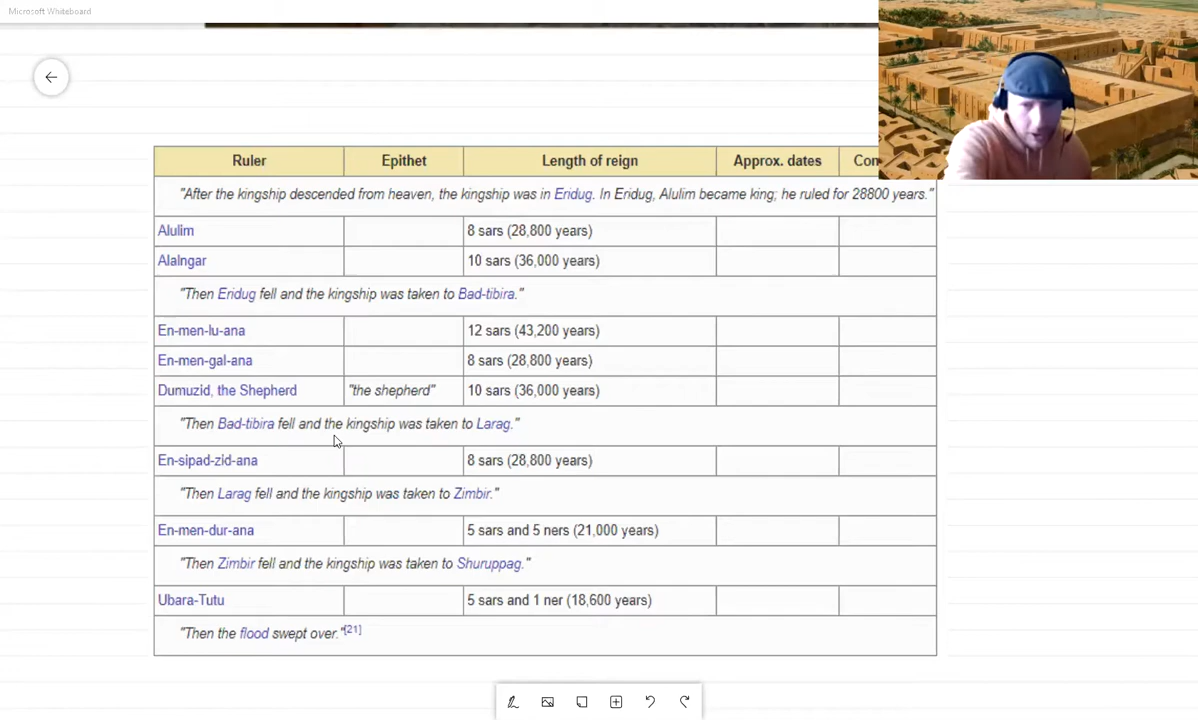 Microsoft Whiteboard
Ruler Epithet Length of reign Approx. dates Con
"After the kingship descended from heaven, the kingship was in Eridug. In Eridug, Alulim became king; he ruled for 28800 years."
Alulim 8 sars (28,800 years)
Alalngar 10 sars (36,000 years)
"Then Eridug fell and the kingship was taken to Bad-tibira."
En-men-lu-ana 12 sars (43,200 years)
En-men-gal-ana 8 sars (28,800 years)
Dumuzid, the Shepherd "the shepherd" 10 sars (36,000 years)
"Then Bad-tibira fell and the kingship was taken to Larag."
En-sipad-zid-ana 8 sars (28,800 years)
"Then Larag fell and the kingship was taken to Zimbir."
En-men-dur-ana 5 sars and 5 ners (21,000 years)
"Then Zimbir fell and the kingship was taken to Shuruppag."
Ubara-Tutu 5 sars and 1 ner (18,600 years)
"Then the flood swept over."[21]